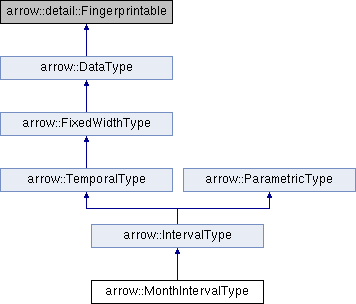 arrow::detail::Fingerprintable
arrow::DataType
arrow::FixedWidthType
arrow::TemporalType
arrow::ParametricType
arrow::IntervalType
arrow::MonthIntervalType